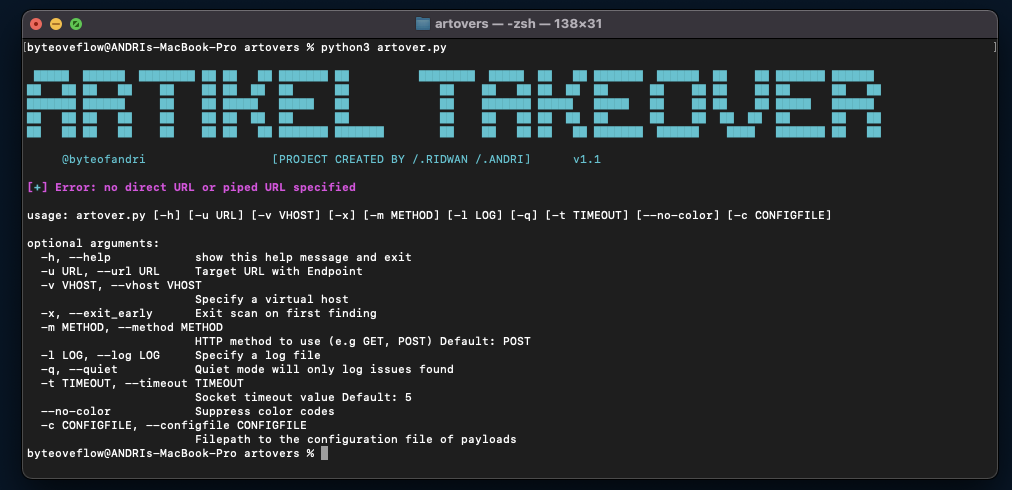 artovers — -zsh — 138×31
[byteoveflow@ANDRIs-MacBook-Pro artovers % python3 artover.py ]
ARTIKEL TAKEOVER
@byteofandri [PROJECT CREATED BY /.RIDWAN /.ANDRI] v1.1
[+] Error: no direct URL or piped URL specified
usage: artover.py [-h] [-u URL] [-v VHOST] [-x] [-m METHOD] [-l LOG] [-q] [-t TIMEOUT] [--no-color] [-c CONFIGFILE]
optional arguments:
-h, --help show this help message and exit
-u URL, --url URL Target URL with Endpoint
-v VHOST, --vhost VHOST
Specify a virtual host
-x, --exit_early Exit scan on first finding
-m METHOD, --method METHOD
HTTP method to use (e.g GET, POST) Default: POST
-l LOG, --log LOG Specify a log file
-q, --quiet Quiet mode will only log issues found
-t TIMEOUT, --timeout TIMEOUT
Socket timeout value Default: 5
--no-color Suppress color codes
-c CONFIGFILE, --configfile CONFIGFILE
Filepath to the configuration file of payloads
byteoveflow@ANDRIs-MacBook-Pro artovers %